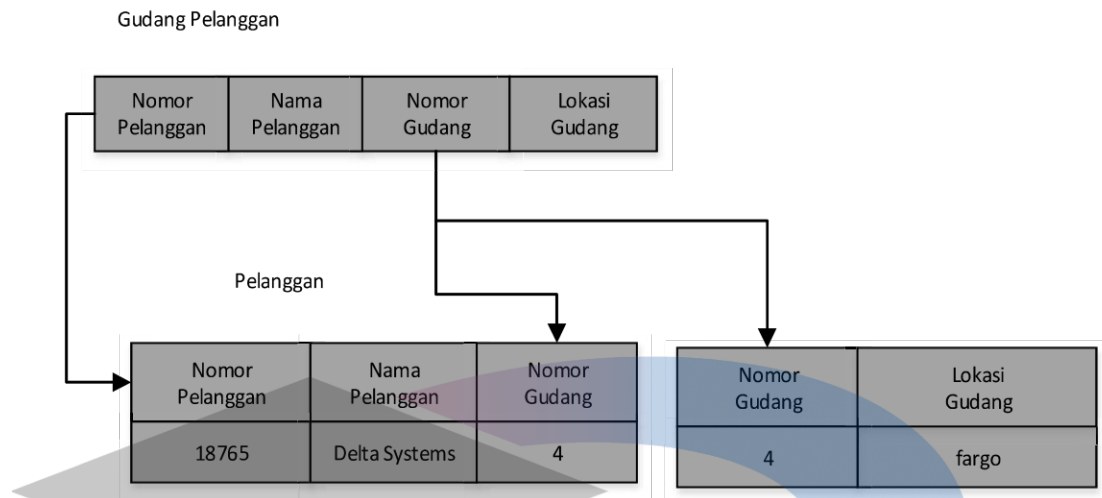 Gudang Pelanggan
Nomor Pelanggan
Nama Pelanggan
Nomor Gudang
Lokasi Gudang
Pelanggan
Nomor Pelanggan
Nama Pelanggan
Nomor Gudang
18765
Delta Systems
4
Nomor Gudang
Lokasi Gudang
4
fargo